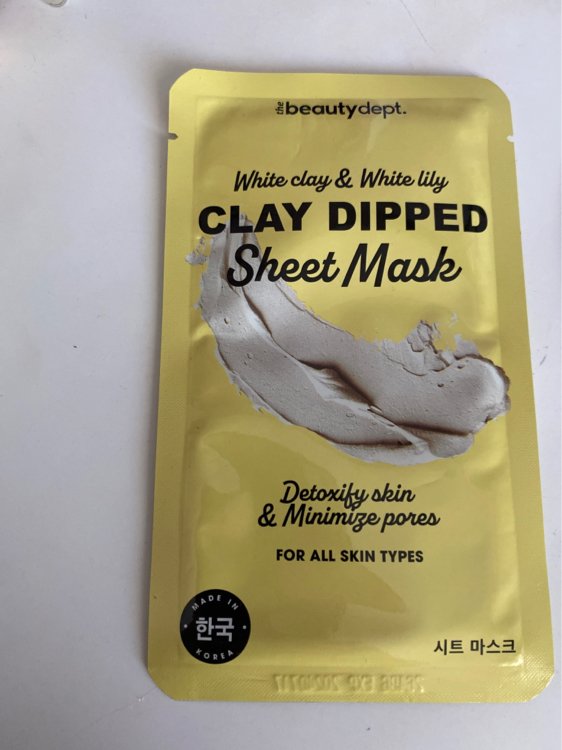 the beautydept.
White clay & White lily
CLAY DIPPED
Sheet Mask
Detoxify skin
& Minimize pores
FOR ALL SKIN TYPES
MADE IN
한국
KOREA
시트 마스크